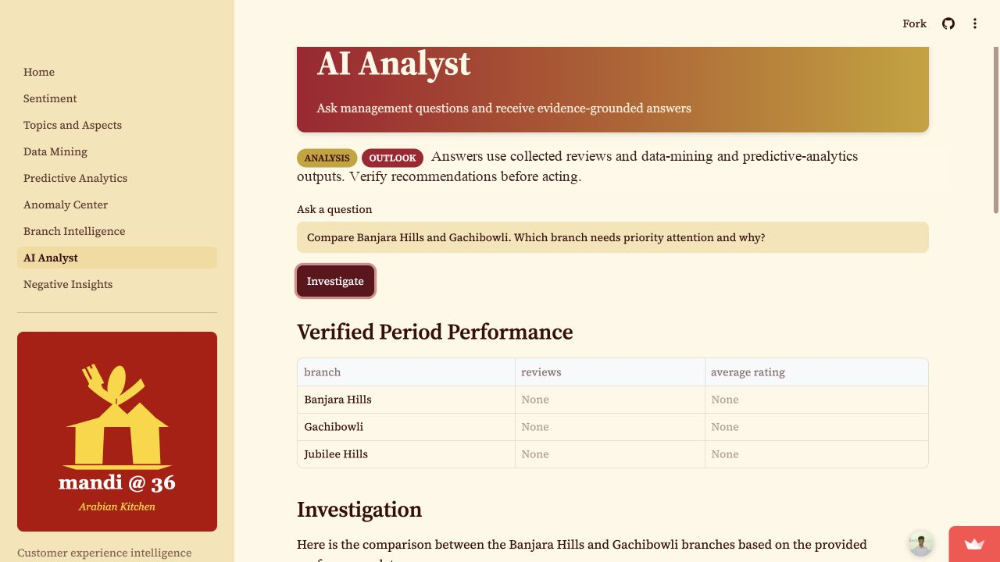 Fork
Home
Sentiment
Topics and Aspects
Data Mining
Predictive Analytics
Anomaly Center
Branch Intelligence
AI Analyst
Negative Insights
mandi @ 36
Arabian Kitchen
Customer experience intelligence
AI Analyst
Ask management questions and receive evidence-grounded answers
ANALYSIS OUTLOOK Answers use collected reviews and data-mining and predictive-analytics
outputs. Verify recommendations before acting.
Ask a question
Compare Banjara Hills and Gachibowli. Which branch needs priority attention and why?
Investigate
Verified Period Performance
branch reviews average rating
Banjara Hills None None
Gachibowli None None
Jubilee Hills None None
Investigation
Here is the comparison between the Banjara Hills and Gachibowli branches based on the provided